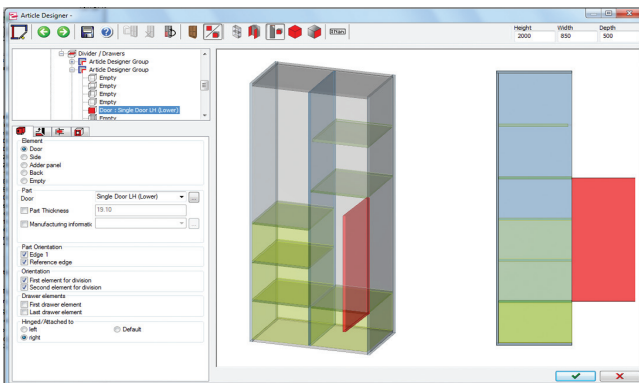 Article Designer -
Height Width Depth
2000 850 500
IMan
Divider / Drawers
Article Designer Group
Article Designer Group
Empty
Empty
Empty
Door : Single Door LH (Lower)
Empty
Element
Door
Side
Adder panel
Back
Empty
Part
Door Single Door LH (Lower) ...
Part Thickness 19.10
Manufacturing informatic ...
Part Orientation
Edge 1
Reference edge
Orientation
First element for division
Second element for division
Drawer elements
First drawer element
Last drawer element
Hinged/Attached to
left Default
right